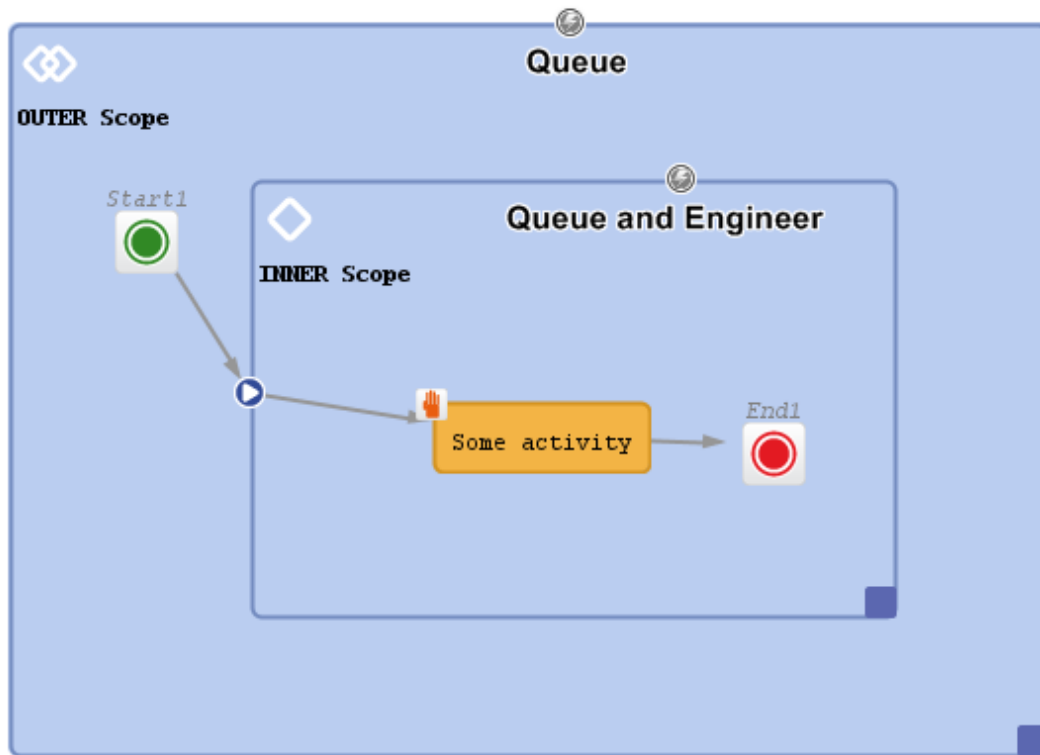 Queue
OUTER Scope
Start1
Queue and Engineer
INNER Scope
Some activity
End1